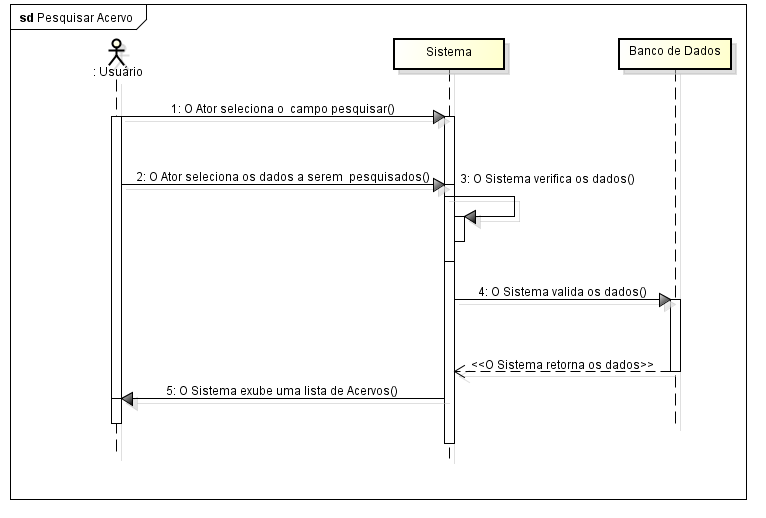 sd Pesquisar Acervo
: Usuário
Sistema
Banco de Dados
1: O Ator seleciona o campo pesquisar()
2: O Ator seleciona os dados a serem pesquisados()
3: O Sistema verifica os dados()
4: O Sistema valida os dados()
<<O Sistema retorna os dados>>
5: O Sistema exube uma lista de Acervos()